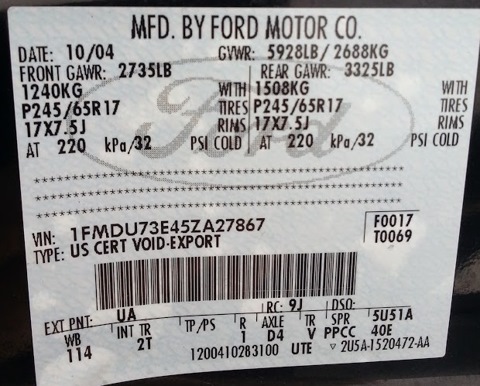 MFD. BY FORD MOTOR CO.
DATE: 10/04 GVWR: 5928LB / 2688KG
FRONT GAWR: 2735LB REAR GAWR: 3325LB
1240KG WITH 1508KG WITH
P245/65R17 TIRES P245/65R17 TIRES
17X7.5J RIMS 17X7.5J RIMS
AT 220 kPa/32 PSI COLD AT 220 kPa/32 PSI COLD
Ford
****************************************
****************************************
VIN: 1FMDU73E45ZA27867 F0017
TYPE: US CERT VOID-EXPORT T0069
EXT PNT: UA RC: 9J DSO:
WB INT TR TP/PS R AXLE TR SPR 5U51A
114 2T 1 D4 V PPCC 40E
1200410283100 UTE 2U5A-1520472-AA